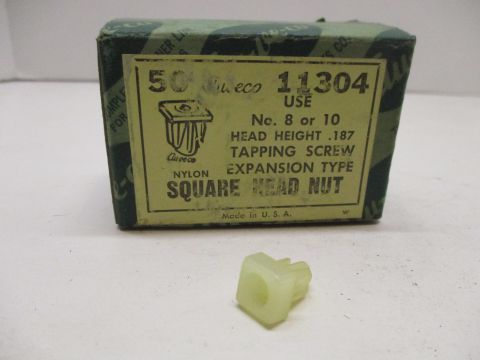 50 Auveco 11304
USE
No. 8 or 10
HEAD HEIGHT .187
TAPPING SCREW
Auveco
NYLON EXPANSION TYPE
SQUARE HEAD NUT
Made in U. S. A. W